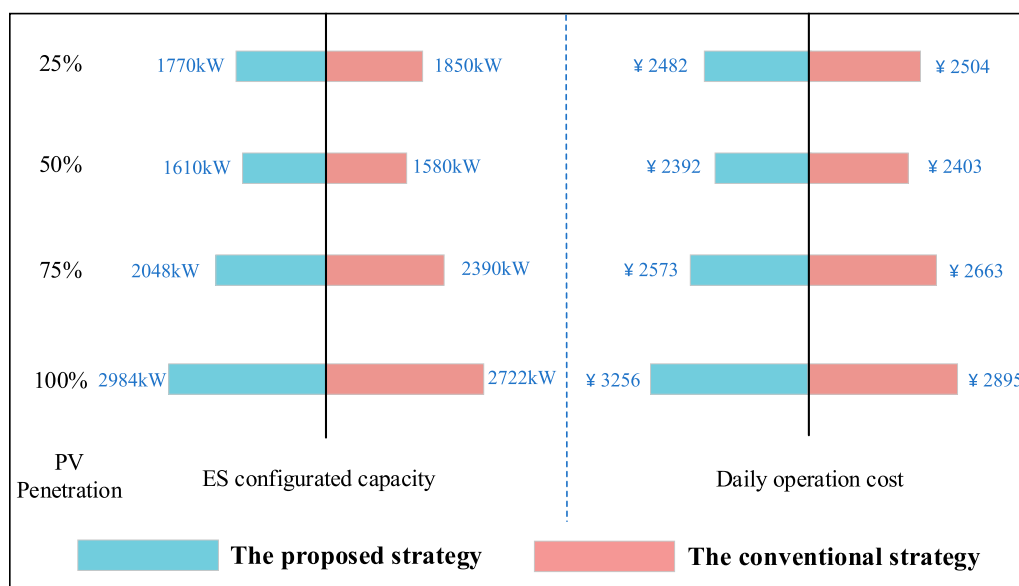 25%
1770kW
1850kW
¥ 2482
¥ 2504
50%
1610kW
1580kW
¥ 2392
¥ 2403
75%
2048kW
2390kW
¥ 2573
¥ 2663
100%
2984kW
2722kW
¥ 3256
¥ 2895
PV
Penetration
ES configurated capacity
Daily operation cost
The proposed strategy
The conventional strategy